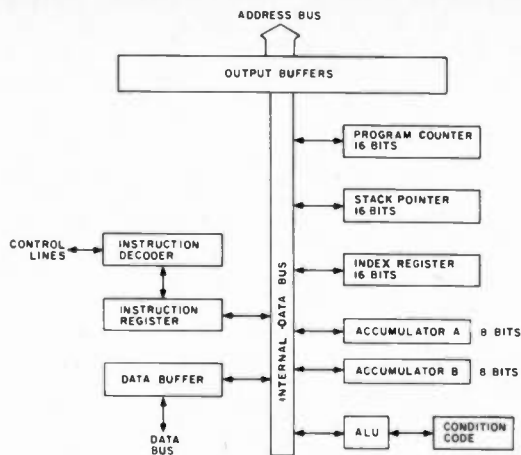 ADDRESS BUS
OUTPUT BUFFERS
PROGRAM COUNTER
16 BITS
STACK POINTER
16 BITS
CONTROL
LINES
INSTRUCTION
DECODER
INDEX REGISTER
16 BITS
INSTRUCTION
REGISTER
INTERNAL DATA BUS
ACCUMULATOR A
8 BITS
DATA BUFFER
ACCUMULATOR B
8 BITS
DATA
BUS
ALU
CONDITION
CODE